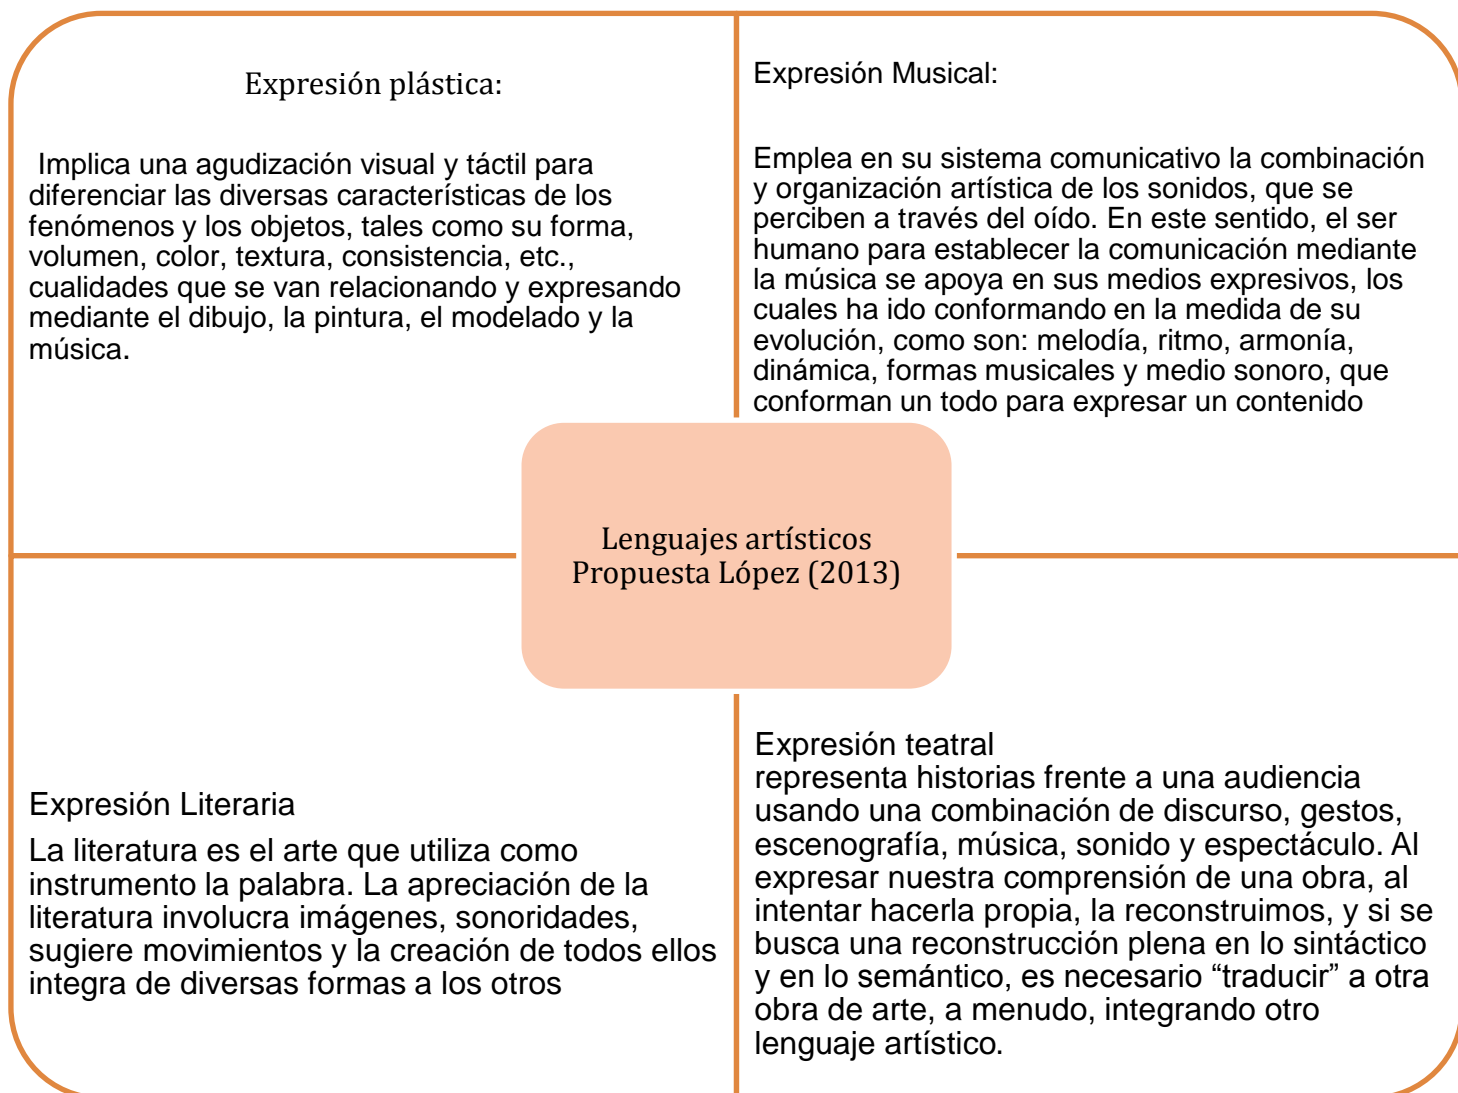 Expresión plástica:
Implica una agudización visual y táctil para
diferenciar las diversas características de los
fenómenos y los objetos, tales como su forma,
volumen, color, textura, consistencia, etc.,
cualidades que se van relacionando y expresando
mediante el dibujo, la pintura, el modelado y la
música.
Expresión Musical:
Emplea en su sistema comunicativo la combinación
y organización artística de los sonidos, que se
perciben a través del oído. En este sentido, el ser
humano para establecer la comunicación mediante
la música se apoya en sus medios expresivos, los
cuales ha ido conformando en la medida de su
evolución, como son: melodía, ritmo, armonía,
dinámica, formas musicales y medio sonoro, que
conforman un todo para expresar un contenido
Lenguajes artísticos
Propuesta López (2013)
Expresión Literaria
La literatura es el arte que utiliza como
instrumento la palabra. La apreciación de la
literatura involucra imágenes, sonoridades,
sugiere movimientos y la creación de todos ellos
integra de diversas formas a los otros
Expresión teatral
representa historias frente a una audiencia
usando una combinación de discurso, gestos,
escenografía, música, sonido y espectáculo. Al
expresar nuestra comprensión de una obra, al
intentar hacerla propia, la reconstruimos, y si se
busca una reconstrucción plena en lo sintáctico
y en lo semántico, es necesario “traducir” a otra
obra de arte, a menudo, integrando otro
lenguaje artístico.